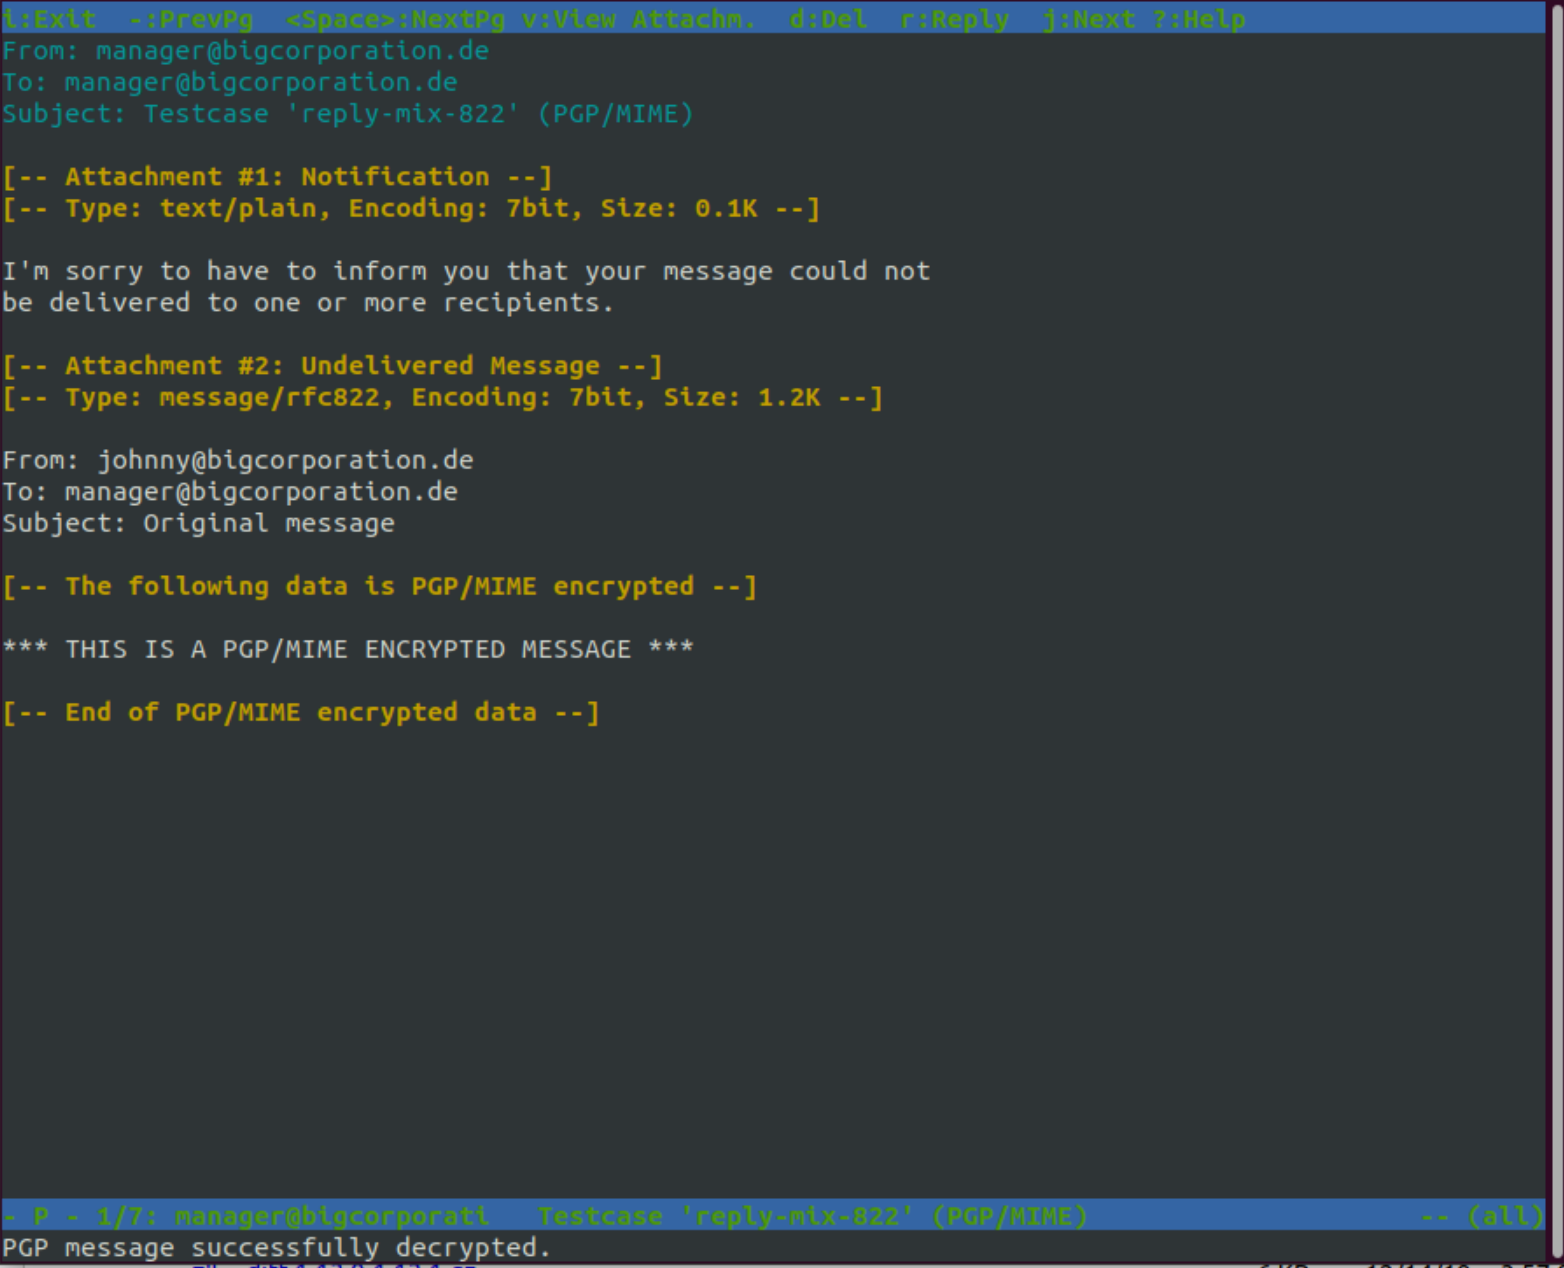 i:Exit  -:PrevPg  <Space>:NextPg v:View Attachm.  d:Del  r:Reply  j:Next ?:Help
From: manager@bigcorporation.de
To: manager@bigcorporation.de
Subject: Testcase 'reply-mix-822' (PGP/MIME)
[-- Attachment #1: Notification --]
[-- Type: text/plain, Encoding: 7bit, Size: 0.1K --]
I'm sorry to have to inform you that your message could not
be delivered to one or more recipients.
[-- Attachment #2: Undelivered Message --]
[-- Type: message/rfc822, Encoding: 7bit, Size: 1.2K --]
From: johnny@bigcorporation.de
To: manager@bigcorporation.de
Subject: Original message
[-- The following data is PGP/MIME encrypted --]
*** THIS IS A PGP/MIME ENCRYPTED MESSAGE ***
[-- End of PGP/MIME encrypted data --]
- P - 1/7: manager@bigcorporati   Testcase 'reply-mix-822' (PGP/MIME)   -- (all)
PGP message successfully decrypted.